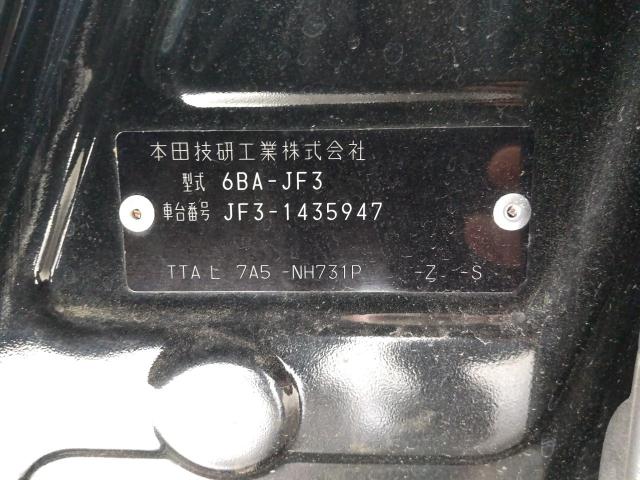 本田技研工業株式会社
型式 6BA-JF3
車台番号 JF3-1435947
TTA ヒ 7A5 -NH731P -Z -S